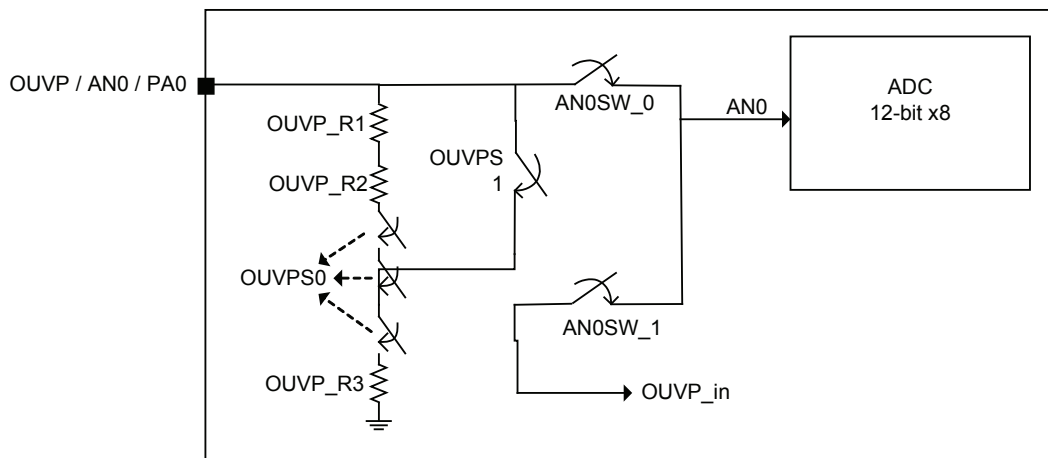 OUVP / AN0 / PA0
OUVP_R1
OUVP_R2
OUVPS0
OUVP_R3
OUVPS
1
AN0SW_0
AN0SW_1
OUVP_in
AN0
ADC
12-bit x8